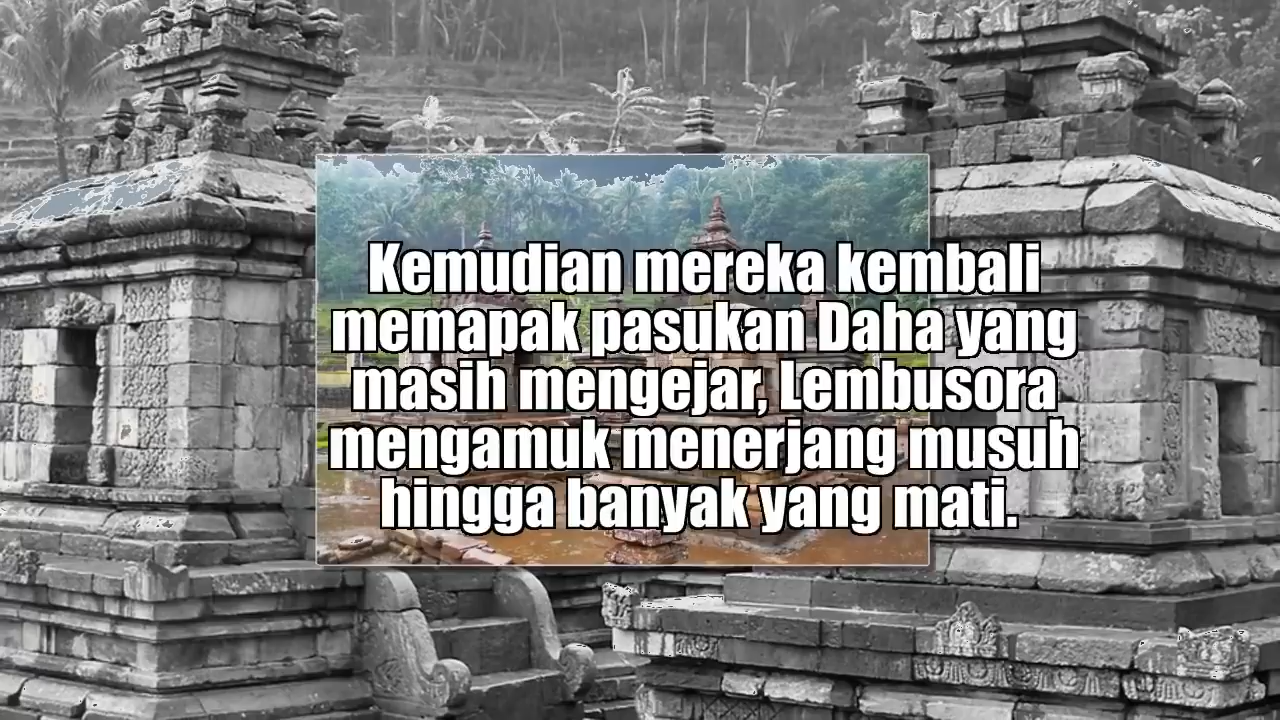 Kemudian mereka kembali
memapak pasukan Daha yang
masih mengejar, Lembusora
mengamuk menerjang musuh
hingga banyak yang mati.